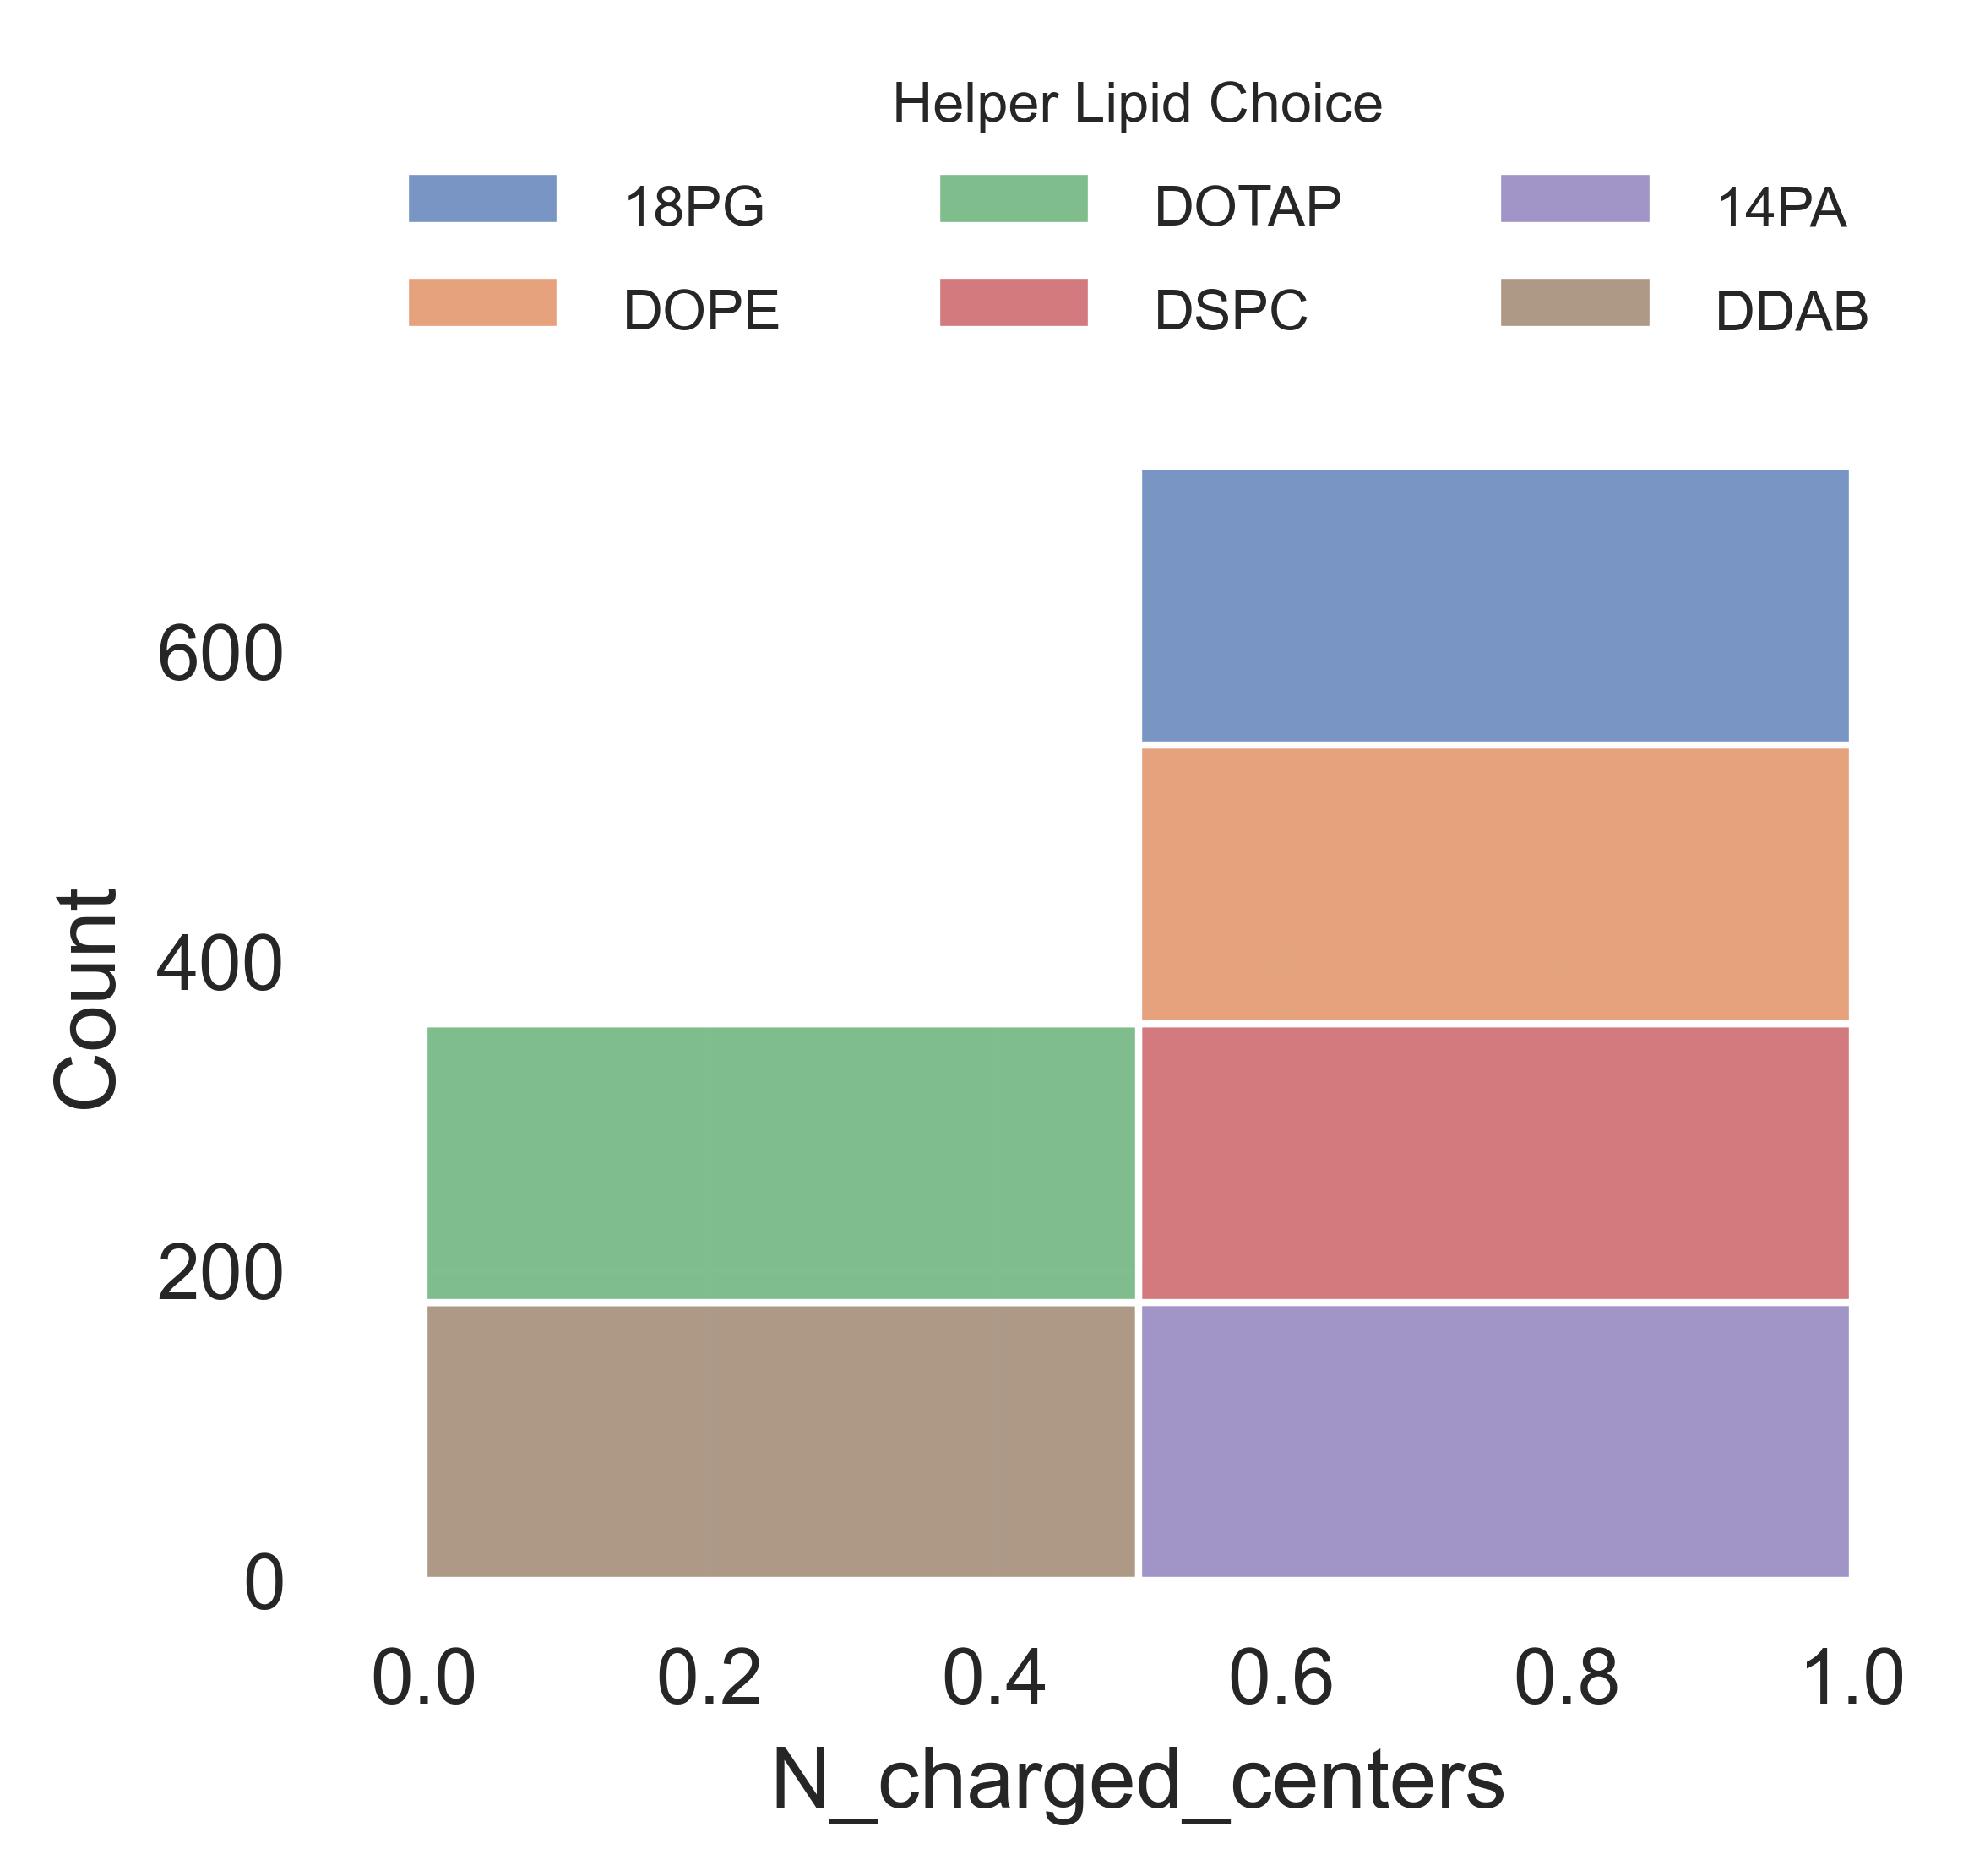 Helper Lipid Choice
18PG DOTAP 14PA
DOPE DSPC DDAB
600
400
200
0
Count
0.0 0.2 0.4 0.6 0.8 1.0
N_charged_centers